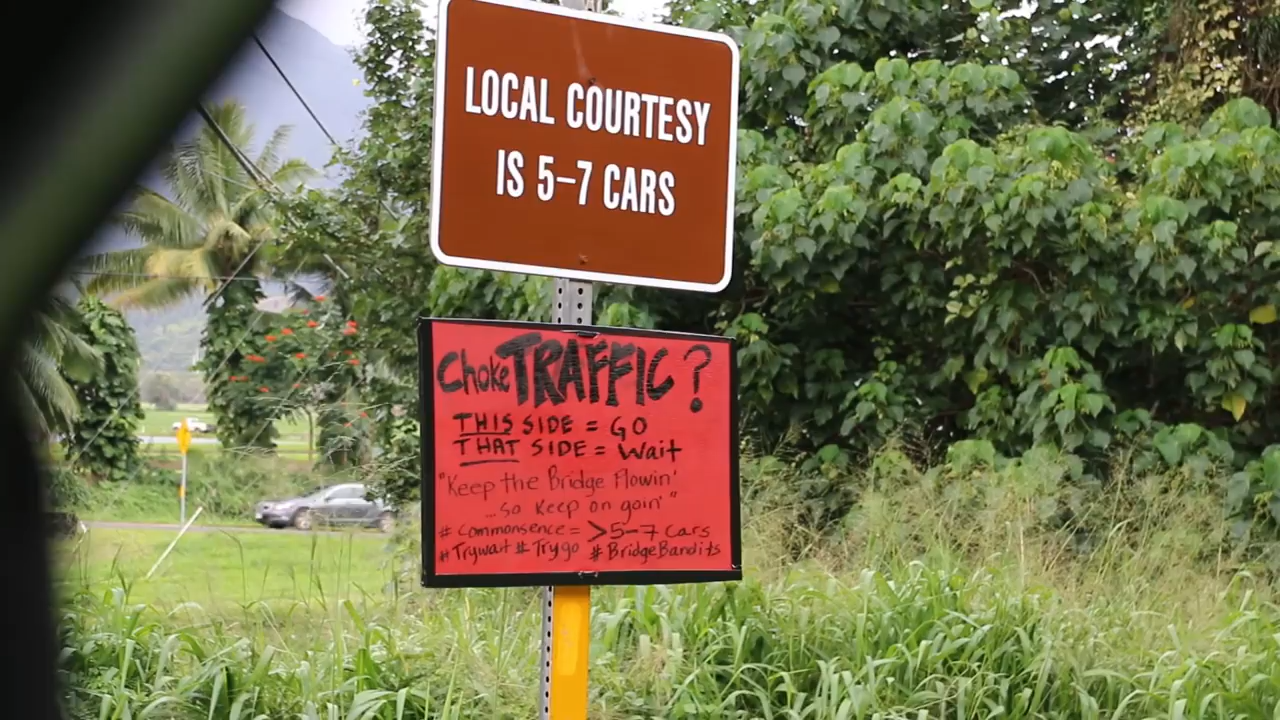 LOCAL COURTESY
IS 5-7 CARS
Choke TRAFFIC?
THIS SIDE = GO
THAT SIDE = Wait
"Keep the Bridge Flowin'
...so keep on goin'"
# Commonsence = >5-7 Cars
#Trywait # Trygo #BridgeBandits